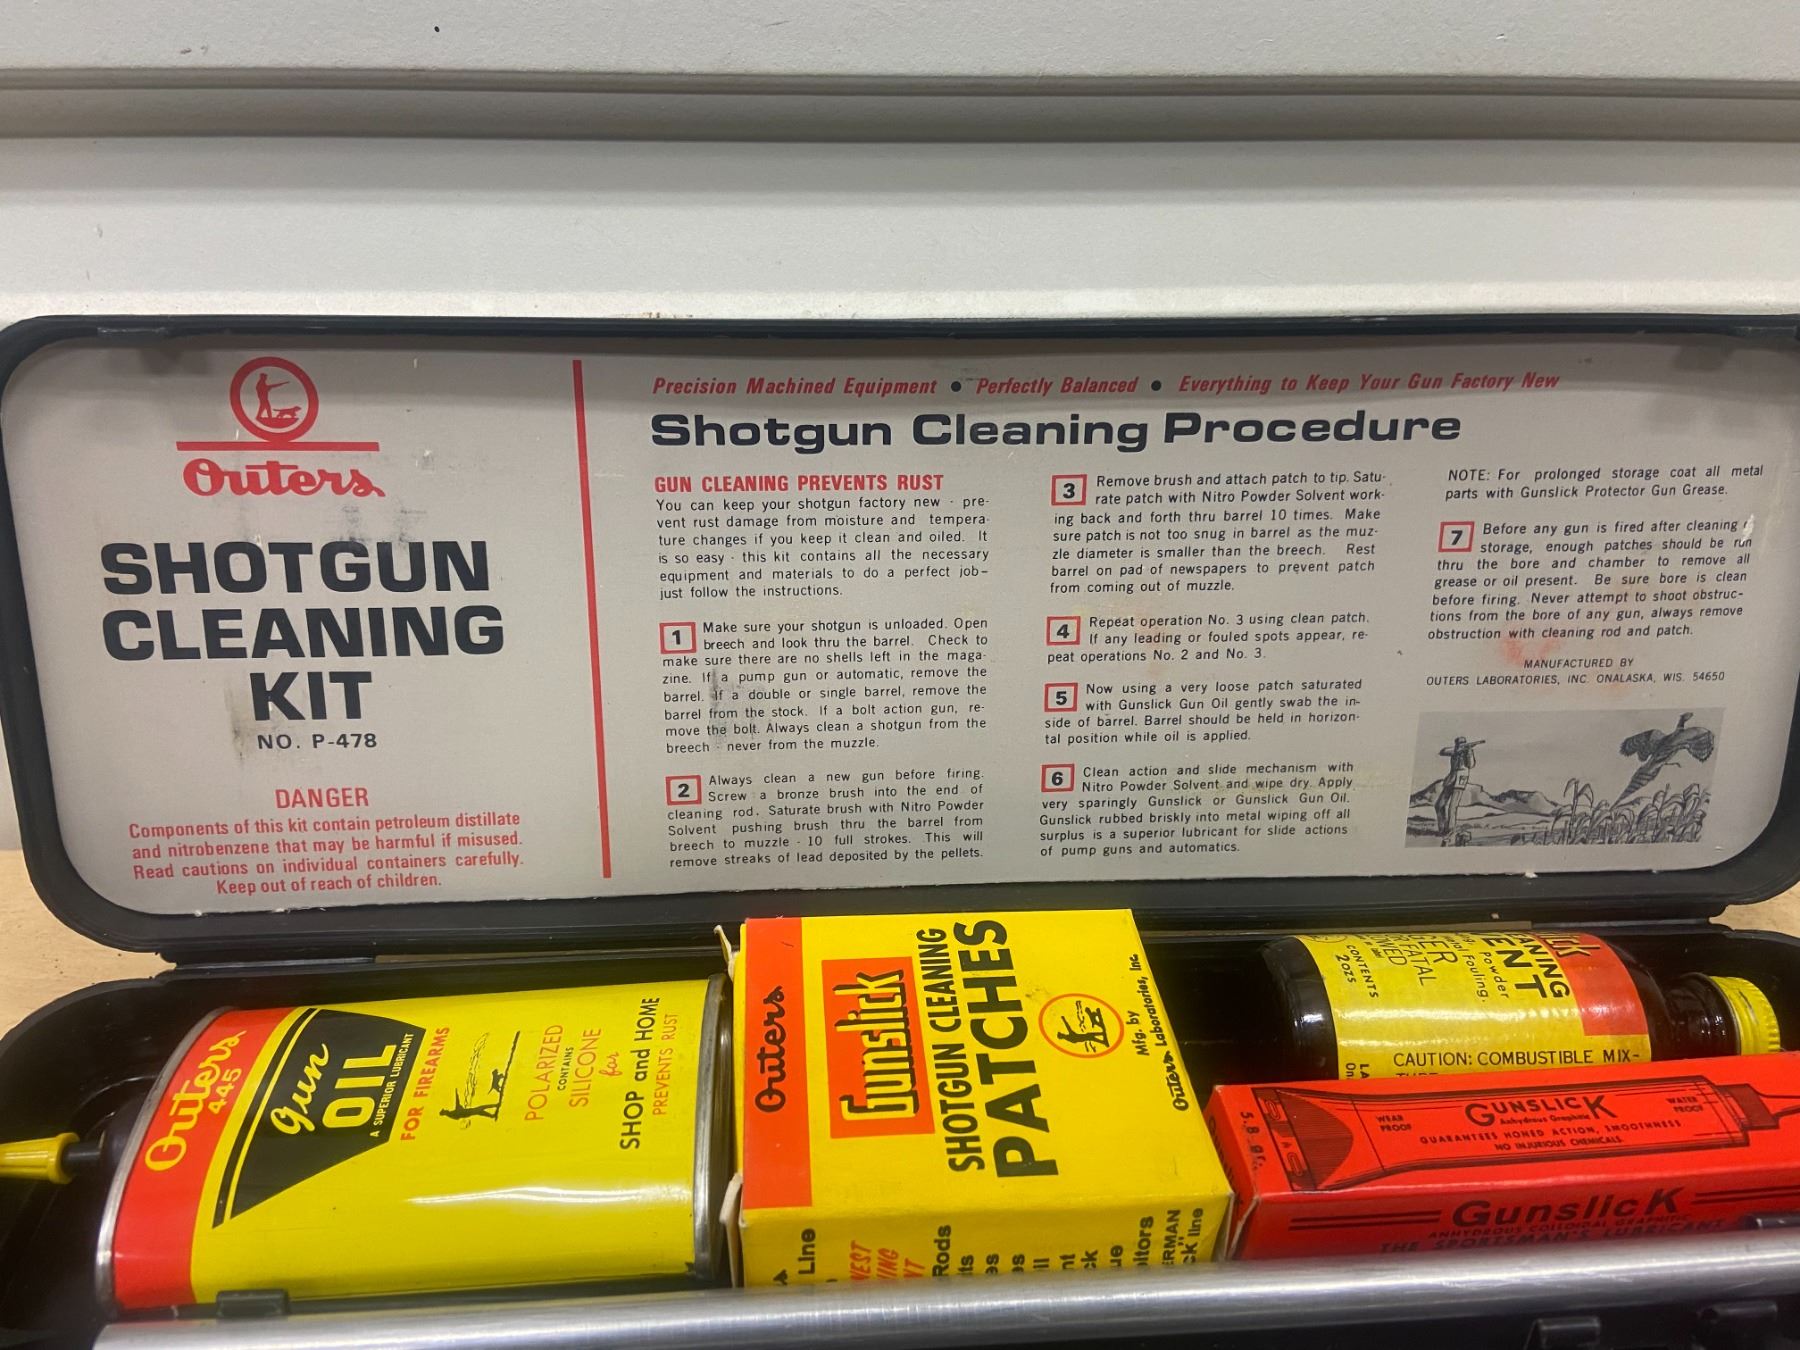 Outers
SHOTGUN
CLEANING
KIT
NO. P-478
DANGER
Components of this kit contain petroleum distillate
and nitrobenzene that may be harmful if misused.
Read cautions on individual containers carefully.
Keep out of reach of children.
Precision Machined Equipment • Perfectly Balanced • Everything to Keep Your Gun Factory New
Shotgun Cleaning Procedure
GUN CLEANING PREVENTS RUST
You can keep your shotgun factory new - pre-
vent rust damage from moisture and tempera-
ture changes if you keep it clean and oiled. It
is so easy - this kit contains all the necessary
equipment and materials to do a perfect job-
just follow the instructions.
1 Make sure your shotgun is unloaded. Open
breech and look thru the barrel. Check to
make sure there are no shells left in the maga-
zine. If a pump gun or automatic, remove the
barrel. If a double or single barrel, remove the
barrel from the stock. If a bolt action gun, re-
move the bolt. Always clean a shotgun from the
breech - never from the muzzle.
2 Always clean a new gun before firing.
Screw a bronze brush into the end of
cleaning rod. Saturate brush with Nitro Powder
Solvent pushing brush thru the barrel from
breech to muzzle - 10 full strokes. This will
remove streaks of lead deposited by the pellets.
3 Remove brush and attach patch to tip. Satu-
rate patch with Nitro Powder Solvent work-
ing back and forth thru barrel 10 times. Make
sure patch is not too snug in barrel as the muz-
zle diameter is smaller than the breech. Rest
barrel on pad of newspapers to prevent patch
from coming out of muzzle.
4 Repeat operation No. 3 using clean patch.
If any leading or fouled spots appear, re-
peat operations No. 2 and No. 3.
5 Now using a very loose patch saturated
with Gunslick Gun Oil gently swab the in-
side of barrel. Barrel should be held in horizon-
tal position while oil is applied.
6 Clean action and slide mechanism with
Nitro Powder Solvent and wipe dry. Apply
very sparingly Gunslick or Gunslick Gun Oil.
Gunslick rubbed briskly into metal wiping off all
surplus is a superior lubricant for slide actions
of pump guns and automatics.
NOTE: For prolonged storage coat all metal
parts with Gunslick Protector Gun Grease.
7 Before any gun is fired after cleaning
storage, enough patches should be run
thru the bore and chamber to remove all
grease or oil present. Be sure bore is clean
before firing. Never attempt to shoot obstruc-
tions from the bore of any gun, always remove
obstruction with cleaning rod and patch.
MANUFACTURED BY
OUTERS LABORATORIES, INC. ONALASKA, WIS. 54650
Outers
445
Gun
OIL
A SUPERIOR LUBRICANT
FOR FIREARMS
POLARIZED
CONTAINS
SILICONE
for
SHOP and HOME
PREVENTS RUST
Outers
Gunslick
SHOTGUN CLEANING
PATCHES
Mfg. by
Outers Laboratories, Inc.
Line
Rods
CONTENTS
2 OZS
Powder
Fouling.
CAUTION: COMBUSTIBLE MIX-
5.8 gr.
WEAR
PROOF
GUNSLICK
Anhydrous Graphite
WATER
PROOF
GUARANTEES HONED ACTION, SMOOTHNESS
NO INJURIOUS CHEMICALS
GunslicK
ANHYDROUS COLLOIDAL GRAPHITE
THE SPORTSMAN'S LUBRICANT